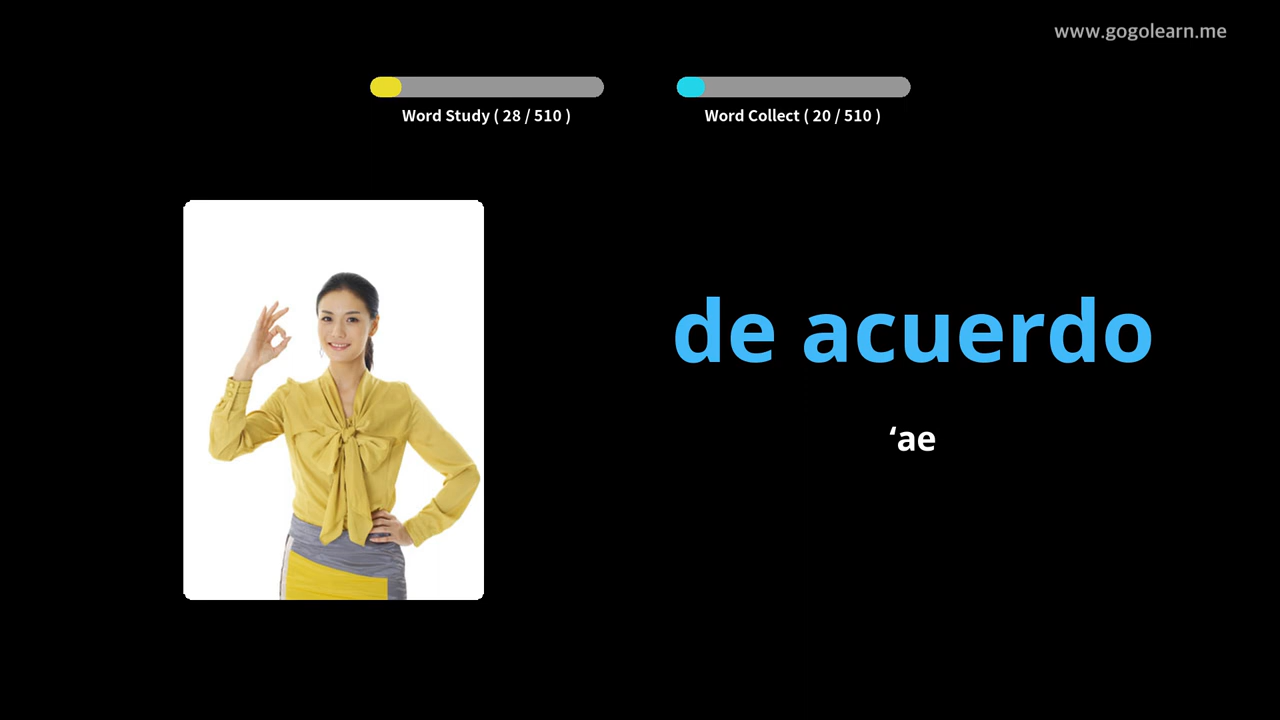 www.gogolearn.me
Word Study ( 28 / 510 )
Word Collect ( 20 / 510 )
de acuerdo
‘ae